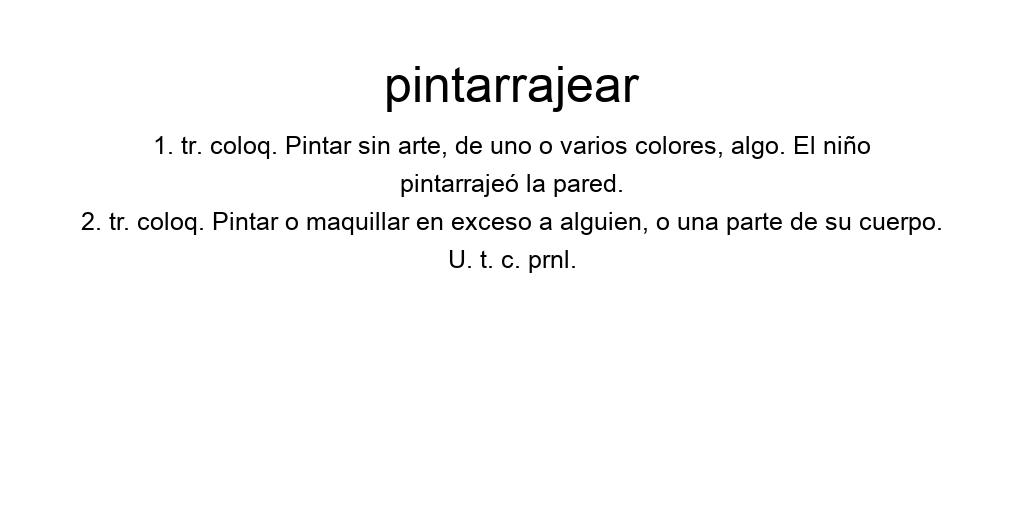 pintarrajear
1. tr. coloq. Pintar sin arte, de uno o varios colores, algo. El niño
pintarrajeó la pared.
2. tr. coloq. Pintar o maquillar en exceso a alguien, o una parte de su cuerpo.
U. t. c. prnl.